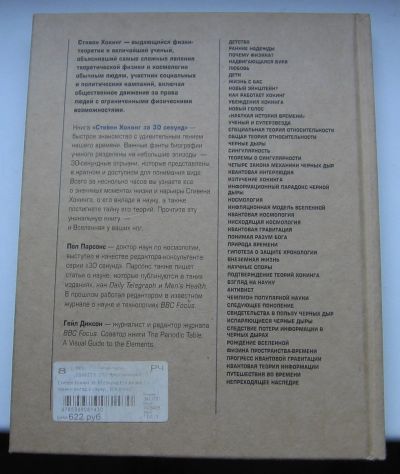 Стивен Хокинг — выдающийся физик-
теоретик и величайший ученый,
объяснивший самые сложные явления
теоретической физики и космологии
обычным людям, участник социальных
и политических кампаний, включая
общественное движение за права
людей с ограниченными физическими
возможностями.
Книга «Стивен Хокинг за 30 секунд» —
быстрое знакомство с удивительным гением
нашего времени. Важные факты биографии
ученого разделены на небольшие эпизоды —
30-секундные отрывки, которые представлены
в кратком и доступном для понимания виде.
Всего за несколько часов вы узнаете все
о значимых моментах жизни и карьеры Стивена
Хокинга, о его вкладе в науку, а также
постигнете тайну его теорий. Прочтите эту
уникальную книгу, —
и Вселенная у ваших ног.
Пол Парсонс — доктор наук по космологии,
выступил в качестве редактора-консультанта
серии «30 секунд». Парсонс также пишет
статьи о науке, которые публикуются в таких
изданиях, как Daily Telegraph и Men's Health.
В прошлом работал редактором в известном
журнале о науке и технологиях BBC Focus.
Гейл Диксон — журналист и редактор журнала
BBC Focus. Соавтор книги The Periodic Table:
A Visual Guide to the Elements.
8
РЧ
622 руб
ДЕТСТВО
РАННИЕ НАДЕЖДЫ
ПОЧЕМУ ФИЗИКА?
НАДВИГАЮЩАЯСЯ БУРЯ
ЛЮБОВЬ
ДЕТИ
ЖИЗНЬ С БАС
НОВЫЙ ЭЙНШТЕЙН?
КАК РАБОТАЕТ ХОКИНГ
УБЕЖДЕНИЯ ХОКИНГА
НОВЫЙ ГОЛОС
«КРАТКАЯ ИСТОРИЯ ВРЕМЕНИ»
УЧЕНЫЙ И СУПЕРЗВЕЗДА
СПЕЦИАЛЬНАЯ ТЕОРИЯ ОТНОСИТЕЛЬНОСТИ
ОБЩАЯ ТЕОРИЯ ОТНОСИТЕЛЬНОСТИ
ЧЕРНЫЕ ДЫРЫ
СИНГУЛЯРНОСТЬ
ТЕОРЕМЫ О СИНГУЛЯРНОСТИ
ЧЕТЫРЕ ЗАКОНА МЕХАНИКИ ЧЕРНЫХ ДЫР
КВАНТОВАЯ ИНТЕРЛЮДИЯ
ИЗЛУЧЕНИЕ ХОКИНГА
ИНФОРМАЦИОННЫЙ ПАРАДОКС ЧЕРНОЙ
ДЫРЫ
КОСМОЛОГИЯ
ИНФЛЯЦИОННАЯ МОДЕЛЬ ВСЕЛЕННОЙ
КВАНТОВАЯ КОСМОЛОГИЯ
НИСХОДЯЩАЯ КОСМОЛОГИЯ
КВАНТОВАЯ ГРАВИТАЦИЯ
ПОНИМАЯ РАЗУМ БОГА
ПРИРОДА ВРЕМЕНИ
ГИПОТЕЗА О ЗАЩИТЕ ХРОНОЛОГИИ
ВНЕЗЕМНАЯ ЖИЗНЬ
НАУЧНЫЕ СПОРЫ
ПОДТВЕРЖДЕНИЕ ТЕОРИЙ ХОКИНГА
ВЗГЛЯД НА НАУКУ
АКТИВИСТ
ЧЕМПИОН ПОПУЛЯРНОЙ НАУКИ
СЛЕДУЮЩЕЕ ПОКОЛЕНИЕ
СВИДЕТЕЛЬСТВА В ПОЛЬЗУ ЧЕРНЫХ ДЫР
ИСПАРЯЮЩИЕСЯ ЧЕРНЫЕ ДЫРЫ
СЛЕДСТВИЕ ПОТЕРИ ИНФОРМАЦИИ В
ЧЕРНЫХ ДЫРАХ
РОЖДЕНИЕ ВСЕЛЕННОЙ
ФИЗИКА ПРОСТРАНСТВА-ВРЕМЕНИ
ПРОГРЕСС КВАНТОВОЙ ГРАВИТАЦИИ
КВАНТОВАЯ ТЕОРИЯ ИНФОРМАЦИИ
ПУТЕШЕСТВИЯ ВО ВРЕМЕНИ
НЕПРЕХОДЯЩЕЕ НАСЛЕДИЕ